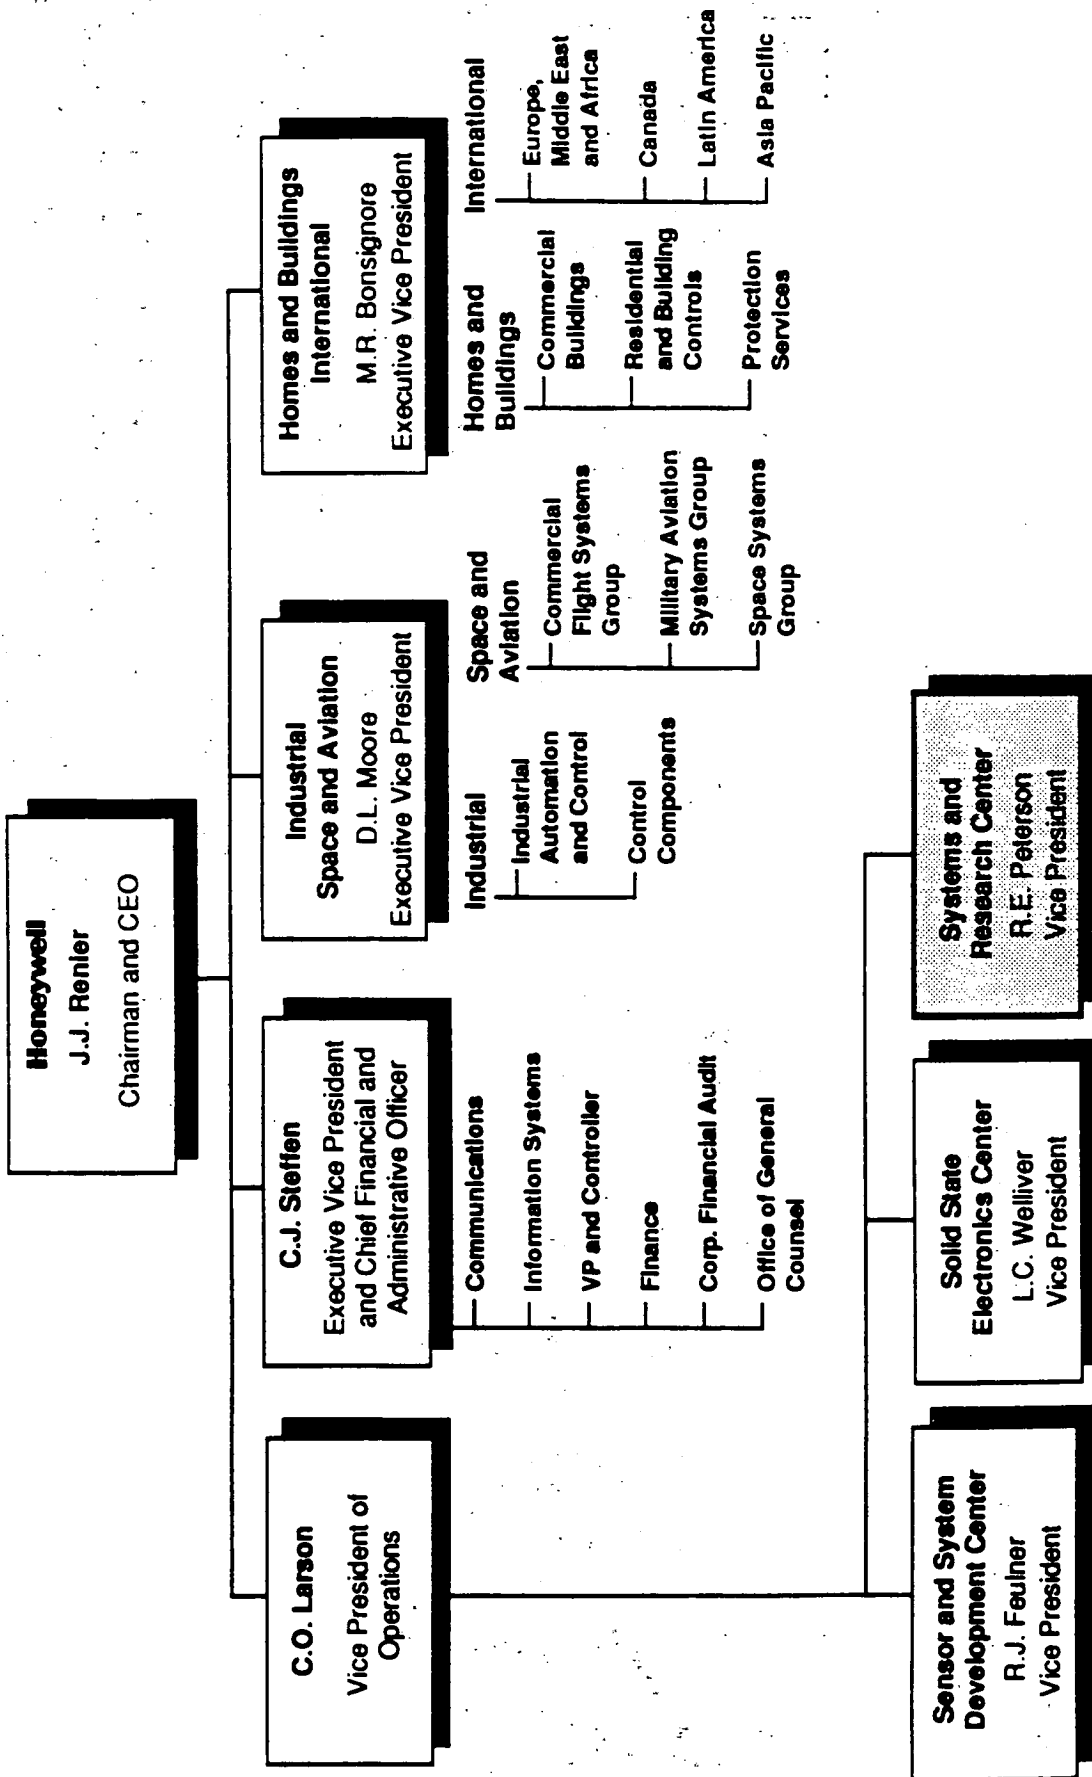 Honeywell
J.J. Renier
Chairman and CEO
C.O. Larson
Vice President of
Operations
C.J. Steffen
Executive Vice President
and Chief Financial and
Administrative Officer
Communications
Information Systems
VP and Controller
Finance
Corp. Financial Audit
Office of General
Counsel
Industrial
Space and Aviation
D.L. Moore
Executive Vice President
Industrial
Industrial
Automation
and Control
Control
Components
Space and
Aviation
Commercial
Flight Systems
Group
Military Aviation
Systems Group
Space Systems
Group
Homes and Buildings
International
M.R. Bonsignore
Executive Vice President
Homes and
Buildings
Commercial
Buildings
Residential
and Building
Controls
Protection
Services
International
Europe,
Middle East
and Africa
Canada
Latin America
Asia Pacific
Sensor and System
Development Center
R.J. Feulner
Vice President
Solid State
Electronics Center
L.C. Welliver
Vice President
Systems and
Research Center
R.E. Peterson
Vice President